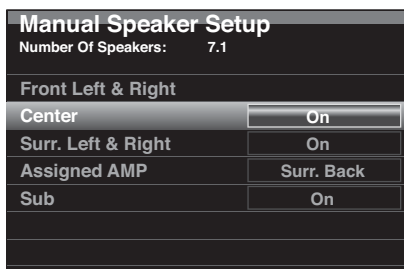 Manual Speaker Setup
Number Of Speakers: 7.1
Front Left & Right
Center On
Surr. Left & Right On
Assigned AMP Surr. Back
Sub On